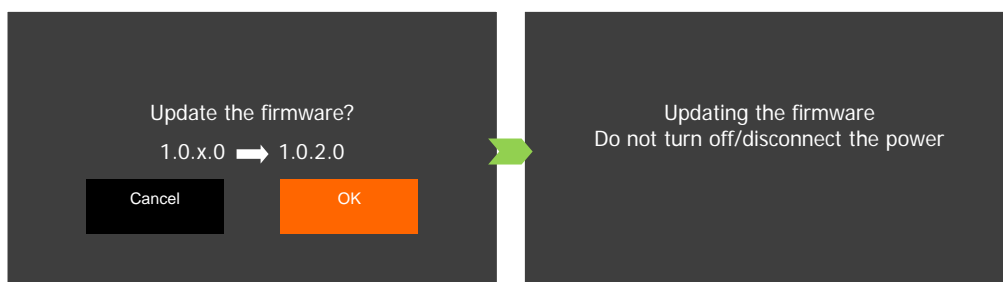 Update the firmware?
1.0.x.0 1.0.2.0
Cancel OK
Updating the firmware
Do not turn off/disconnect the power